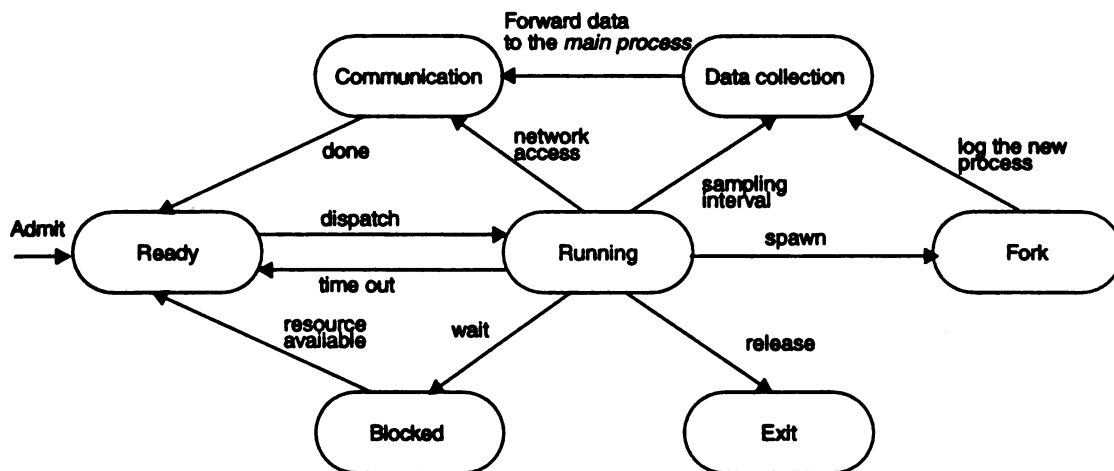 Forward data
to the main process
Communication
Data collection
done
network
access
log the new
process
sampling
interval
Admit
Ready
dispatch
Running
spawn
Fork
time out
resource
available
wait
release
Blocked
Exit